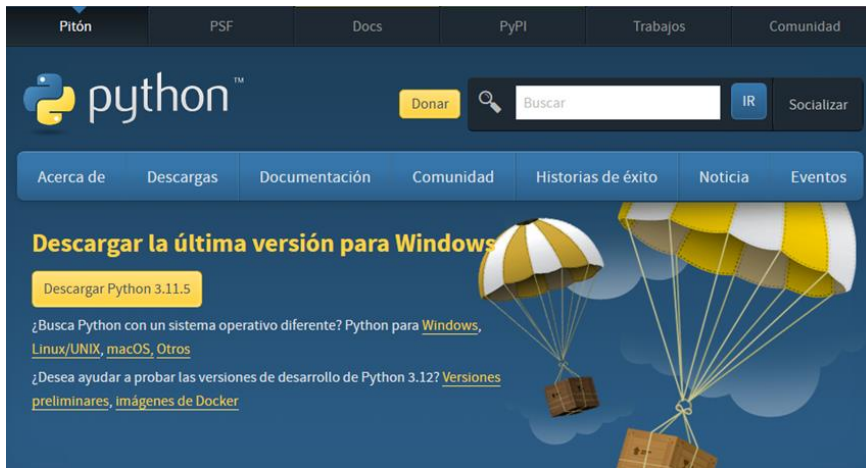 Pitón PSF Docs PyPI Trabajos Comunidad
python™ Donar Buscar IR Socializar
Acerca de Descargas Documentación Comunidad Historias de éxito Noticia Eventos
Descargar la última versión para Windows
Descargar Python 3.11.5
¿Busca Python con un sistema operativo diferente? Python para Windows,
Linux/UNIX, macOS, Otros
¿Desea ayudar a probar las versiones de desarrollo de Python 3.12? Versiones
preliminares, imágenes de Docker